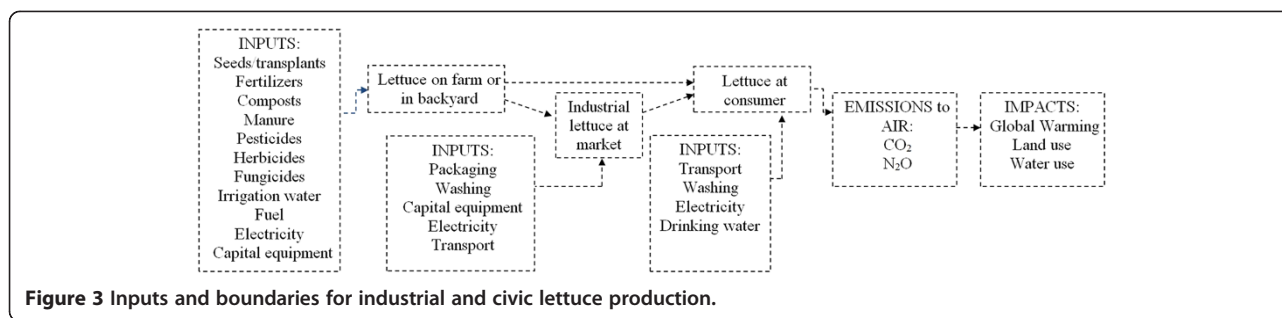 INPUTS:
Seeds/transplants
Fertilizers
Composts
Manure
Pesticides
Herbicides
Fungicides
Irrigation water
Fuel
Electricity
Capital equipment
Lettuce on farm or
in backyard
INPUTS:
Packaging
Washing
Capital equipment
Electricity
Transport
Industrial
lettuce at
market
Lettuce at
consumer
INPUTS:
Transport
Washing
Electricity
Drinking water
EMISSIONS to
AIR:
CO₂
N₂O
IMPACTS:
Global Warming
Land use
Water use
Figure 3 Inputs and boundaries for industrial and civic lettuce production.